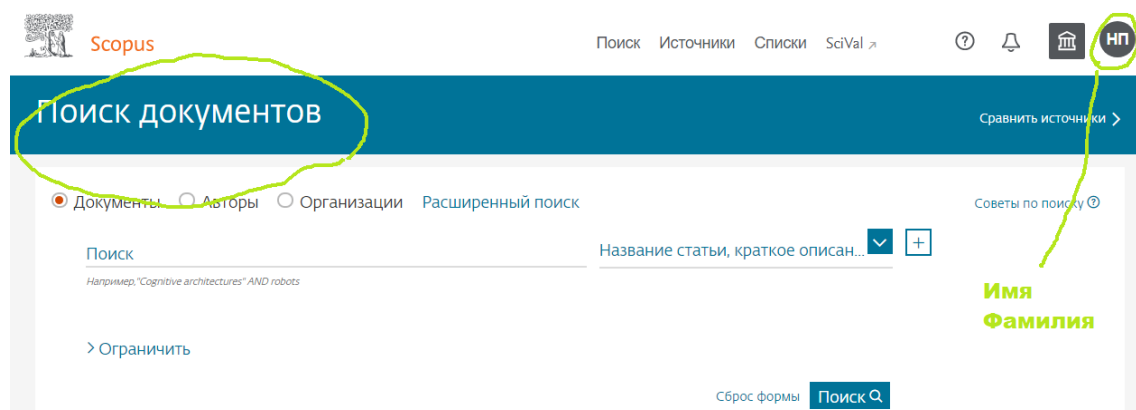 Scopus
Поиск Источники Списки SciVal ↗
НП
Поиск документов
Сравнить источники
Документы Авторы Организации Расширенный поиск
Советы по поиску
Поиск
Название статьи, краткое описан...
Например,"Cognitive architectures" AND robots
Имя
Фамилия
Ограничить
Сброс формы Поиск